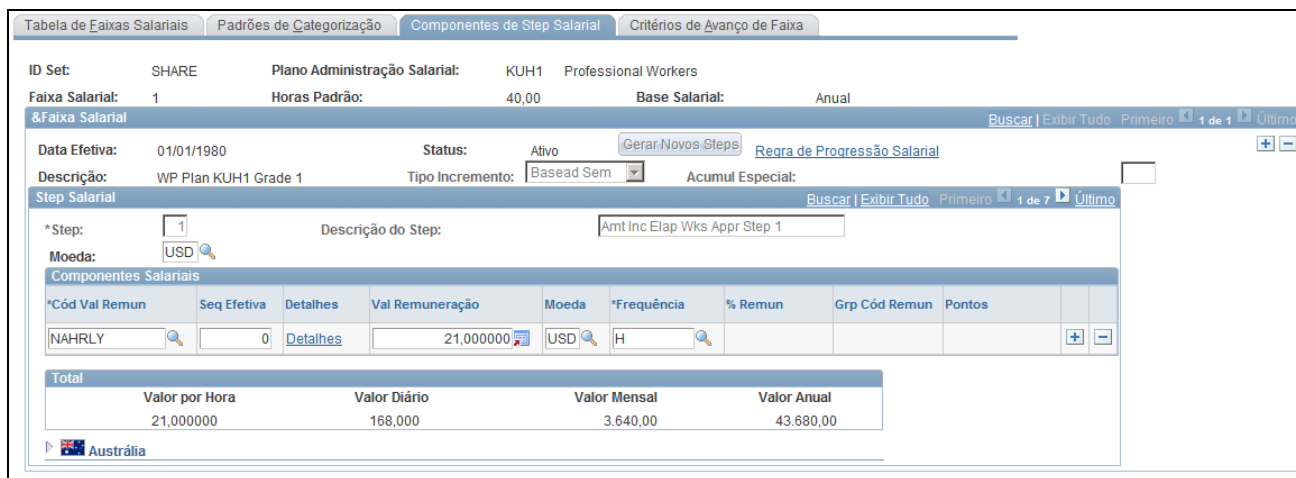 Tabela de Faixas Salariais Padrões de Categorização Componentes de Step Salarial Critérios de Avanço de Faixa
ID Set: SHARE Plano Administração Salarial: KUH1 Professional Workers
Faixa Salarial: 1 Horas Padrão: 40,00 Base Salarial: Anual
&Faixa Salarial Buscar | Exibir Tudo Primeiro 1 de 1 Último
Data Efetiva: 01/01/1980 Status: Ativo Gerar Novos Steps Regra de Progressão Salarial
Descrição: WP Plan KUH1 Grade 1 Tipo Incremento: Basead Sem Acumul Especial:
Step Salarial Buscar | Exibir Tudo Primeiro 1 de 7 Último
*Step: 1 Descrição do Step: Amt Inc Elap Wks Appr Step 1
Moeda: USD
Componentes Salariais
*Cód Val Remun Seq Efetiva Detalhes Val Remuneração Moeda *Frequência % Remun Grp Cód Remun Pontos
NAHRLY 0 Detalhes 21,000000 USD H
Total
Valor por Hora Valor Diário Valor Mensal Valor Anual
21,000000 168,000 3.640,00 43.680,00
Austrália